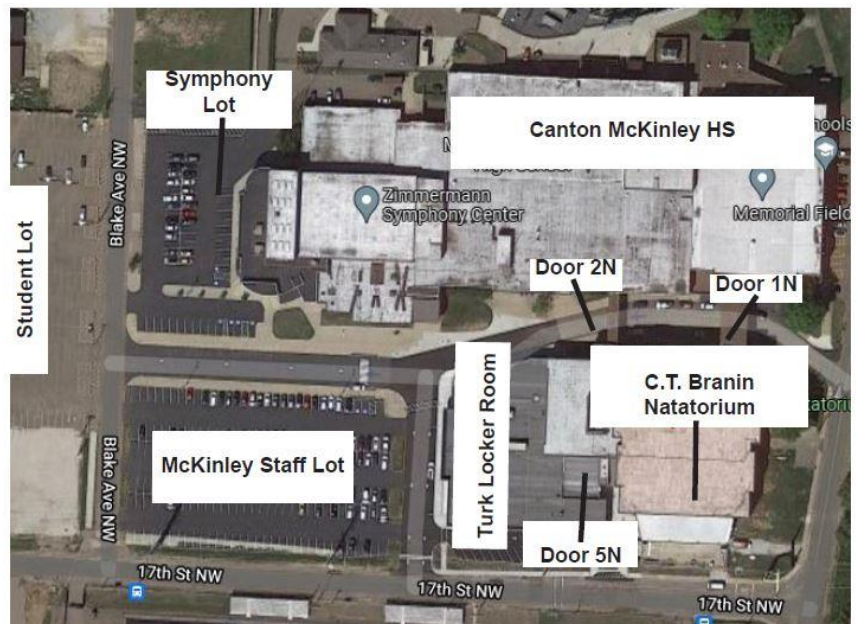 Symphony
Lot
Canton McKinley HS
Blake Ave NW
Student Lot
Zimmermann
Symphony Center
Memorial Field
Door 2N
Door 1N
Turk Locker Room
C.T. Branin
Natatorium
McKinley Staff Lot
Blake Ave NW
Door 5N
17th St NW
17th St NW
17th St NW